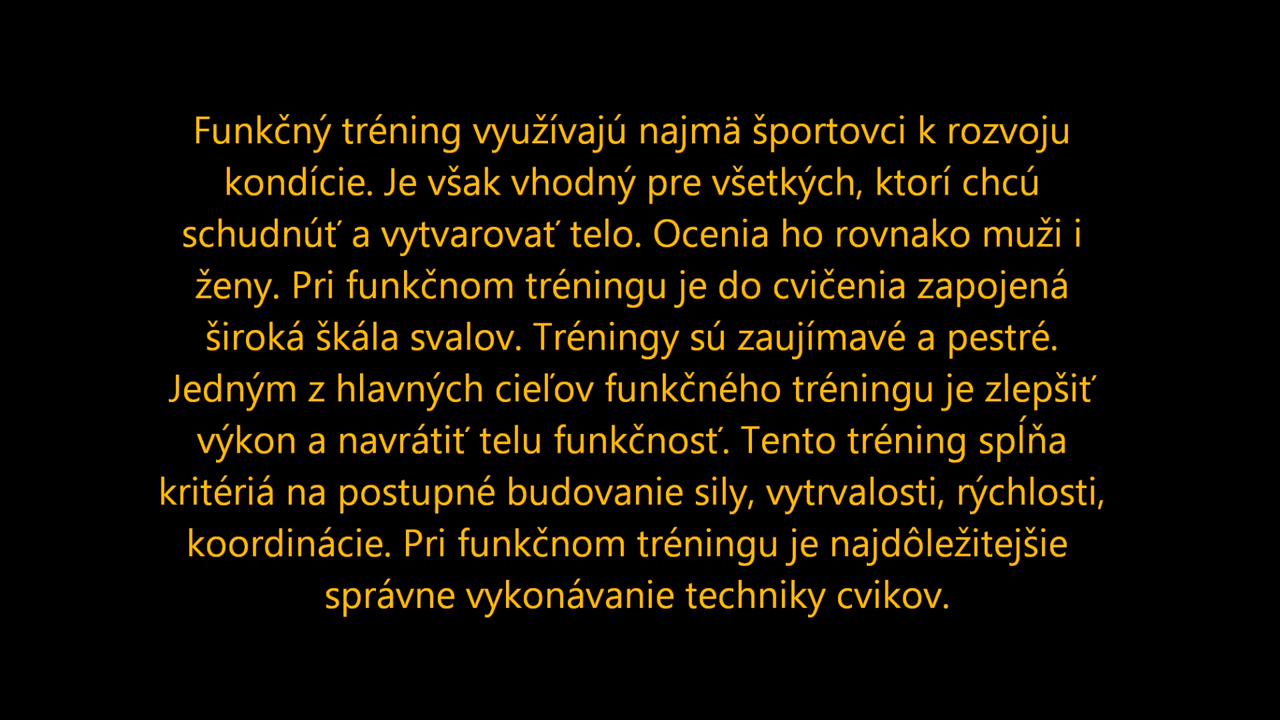 Funkčný tréning využívajú najmä športovci k rozvoju
kondície. Je však vhodný pre všetkých, ktorí chcú
schudnúť a vytvarovať telo. Ocenia ho rovnako muži i
ženy. Pri funkčnom tréningu je do cvičenia zapojená
široká škála svalov. Tréningy sú zaujímavé a pestré.
Jedným z hlavných cieľov funkčného tréningu je zlepšiť
výkon a navrátiť telu funkčnosť. Tento tréning spĺňa
kritériá na postupné budovanie sily, vytrvalosti, rýchlosti,
koordinácie. Pri funkčnom tréningu je najdôležitejšie
správne vykonávanie techniky cvikov.